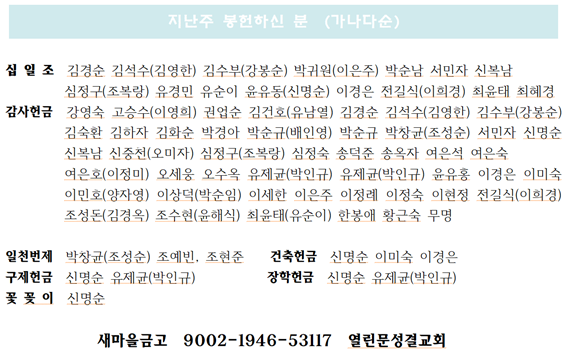 지난주 봉헌하신 분 (가나다순)
십 일 조 김경순 김석수(김영한) 김수부(강봉순) 박귀원(이은주) 박순남 서민자 신복남
심정구(조복랑) 유경민 유순이 윤유동(신명순) 이경은 전길식(이희경) 최윤태 최혜경
감사헌금 강영숙 고승수(이영희) 권업순 김건호(유남열) 김경순 김석수(김영한) 김수부(강봉순)
김숙환 김하자 김화순 박경아 박순규(배인영) 박순규 박창균(조성순) 서민자 신명순
신복남 신중천(오미자) 심정구(조복랑) 심정숙 송덕준 송옥자 여은석 여은숙
여은호(이정미) 오세웅 오수옥 유제균(박인규) 유제균(박인규) 윤유홍 이경은 이미숙
이민호(양자영) 이상덕(박순임) 이세한 이은주 이정례 이정숙 이현정 전길식(이희경)
조성돈(김경옥) 조수현(윤해식) 최윤태(유순이) 한봉애 황근숙 무명
일천번제 박창균(조성순) 조예빈, 조현준 건축헌금 신명순 이미숙 이경은
구제헌금 신명순 유제균(박인규) 장학헌금 신명순 유제균(박인규)
꽃 꽂 이 신명순
새마을금고 9002-1946-53117 열린문성결교회